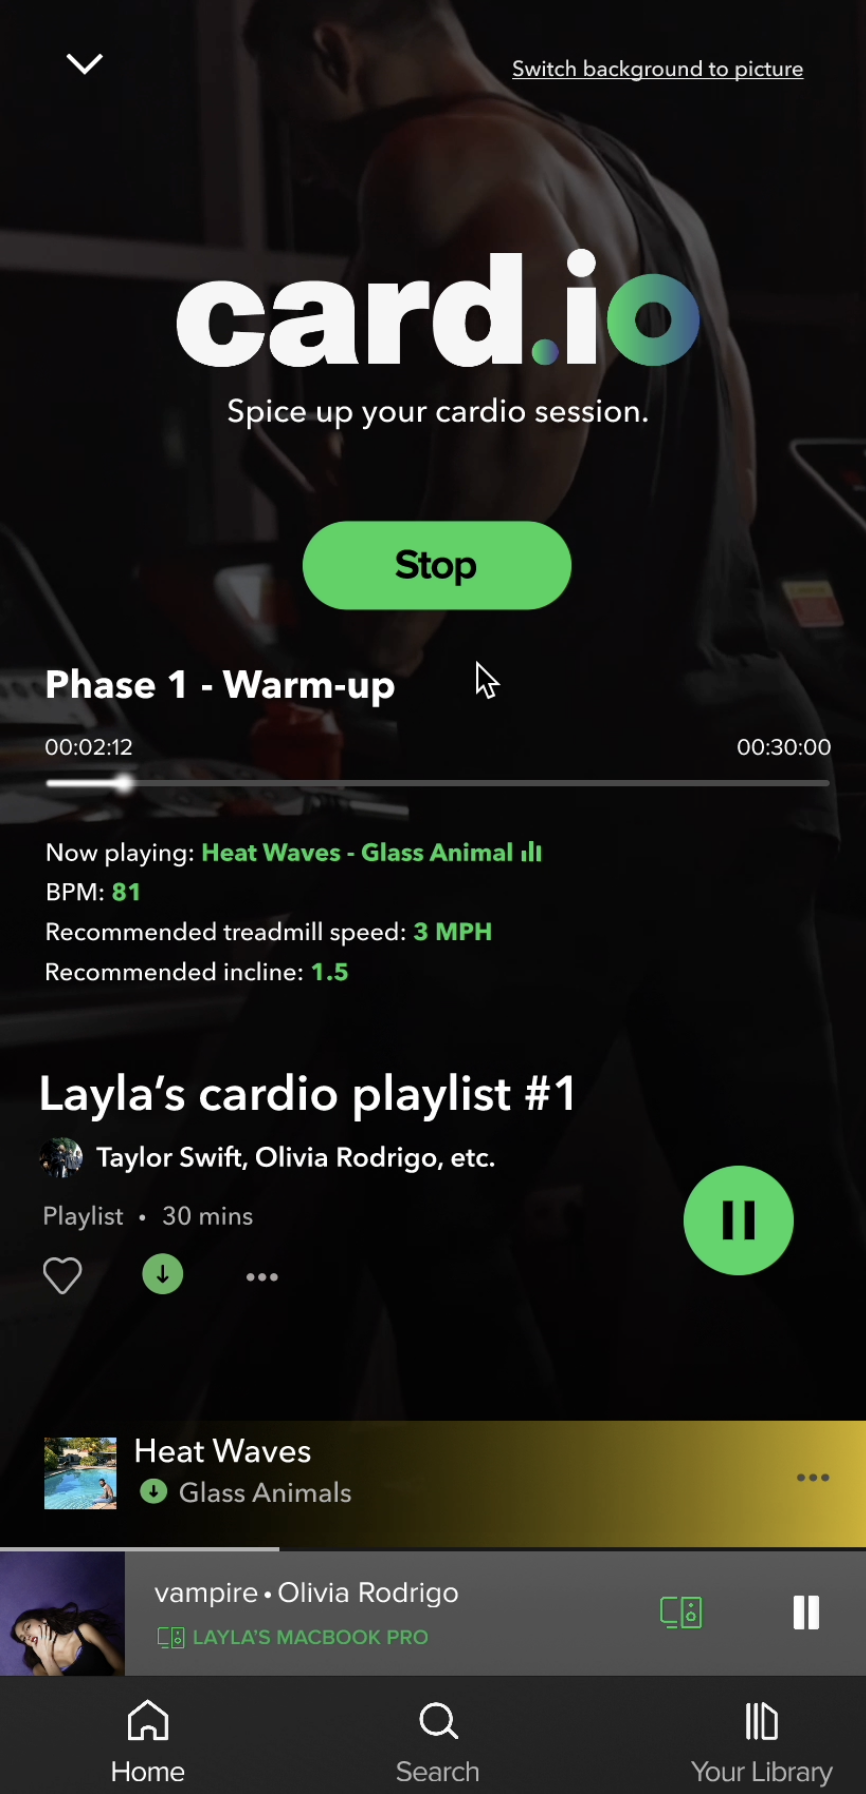 Switch background to picture
card.io
Spice up your cardio session.
Stop
Phase 1 - Warm-up
00:02:12 00:30:00
Now playing: Heat Waves - Glass Animal
BPM: 81
Recommended treadmill speed: 3 MPH
Recommended incline: 1.5
Layla’s cardio playlist #1
Taylor Swift, Olivia Rodrigo, etc.
Playlist • 30 mins
Heat Waves
Glass Animals
vampire • Olivia Rodrigo
LAYLA’S MACBOOK PRO
Home Search Your Library